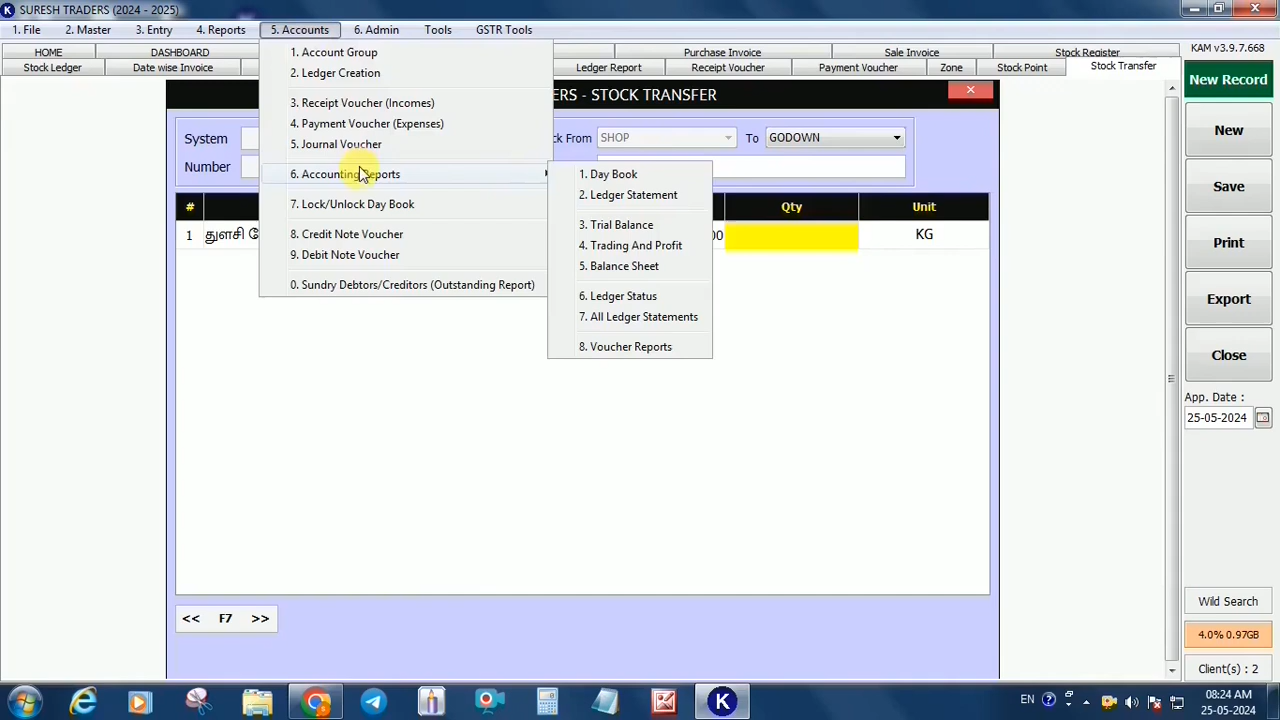 SURESH TRADERS (2024 - 2025)
1. File 2. Master 3. Entry 4. Reports 5. Accounts 6. Admin Tools GSTR Tools
HOME DASHBOARD Purchase Invoice Sale Invoice Stock Register KAM v3.9.7.668
Stock Ledger Date wise Invoice Ledger Report Receipt Voucher Payment Voucher Zone Stock Point Stock Transfer
1. Account Group
2. Ledger Creation
3. Receipt Voucher (Incomes)
4. Payment Voucher (Expenses)
5. Journal Voucher
6. Accounting Reports
7. Lock/Unlock Day Book
8. Credit Note Voucher
9. Debit Note Voucher
0. Sundry Debtors/Creditors (Outstanding Report)
1. Day Book
2. Ledger Statement
3. Trial Balance
4. Trading And Profit
5. Balance Sheet
6. Ledger Status
7. All Ledger Statements
8. Voucher Reports
ERS - STOCK TRANSFER
System ck From SHOP To GODOWN
Number
# Qty Unit
1 துளசி 00 KG
<< F7 >>
New Record
New
Save
Print
Export
Close
App. Date :
25-05-2024
Wild Search
4.0% 0.97GB
Client(s) : 2
EN 08:24 AM
25-05-2024